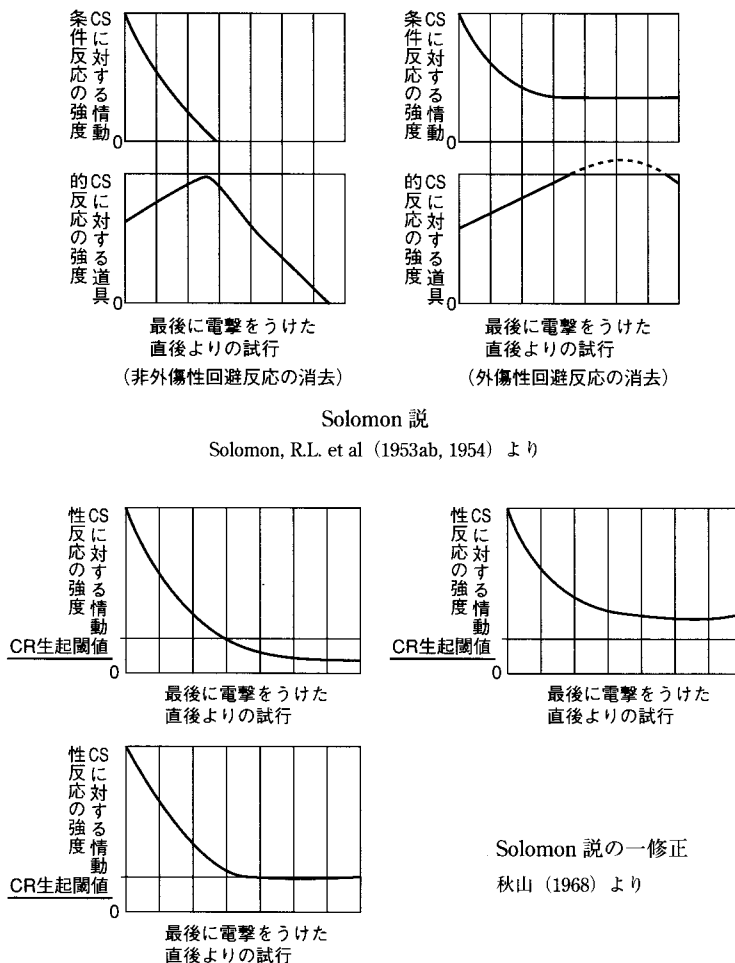 CSに対する情動
条件反応の強度
0
CSに対する情動
条件反応の強度
0
CSに対する道具
的反応の強度
0
CSに対する道具
的反応の強度
0
最後に電撃をうけた
直後よりの試行
(非外傷性回避反応の消去)
最後に電撃をうけた
直後よりの試行
(外傷性回避反応の消去)
Solomon 説
Solomon, R.L. et al (1953ab, 1954) より
CSに対する情動
性反応の強度
CR生起閾値
0
最後に電撃をうけた
直後よりの試行
CSに対する情動
性反応の強度
CR生起閾値
0
最後に電撃をうけた
直後よりの試行
CSに対する情動
性反応の強度
CR生起閾値
0
最後に電撃をうけた
直後よりの試行
Solomon 説の一修正
秋山 (1968) より